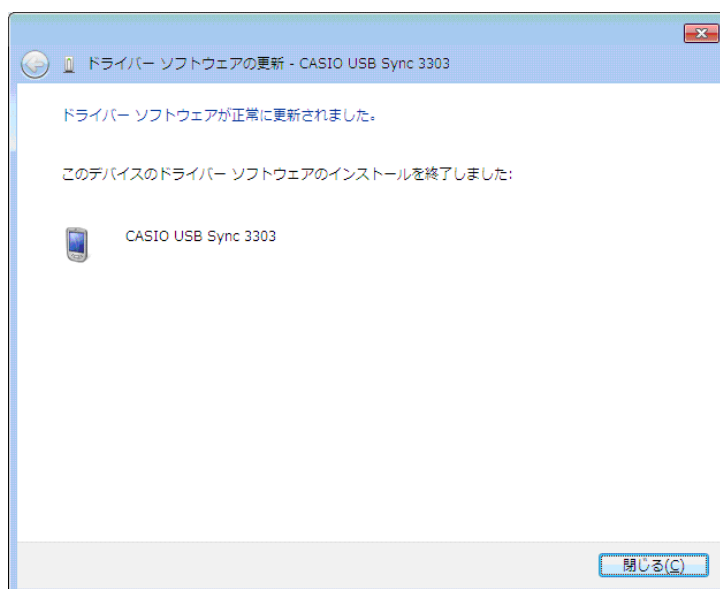 ドライバー ソフトウェアの更新 - CASIO USB Sync 3303
ドライバー ソフトウェアが正常に更新されました。
このデバイスのドライバー ソフトウェアのインストールを終了しました:
CASIO USB Sync 3303
閉じる(C)